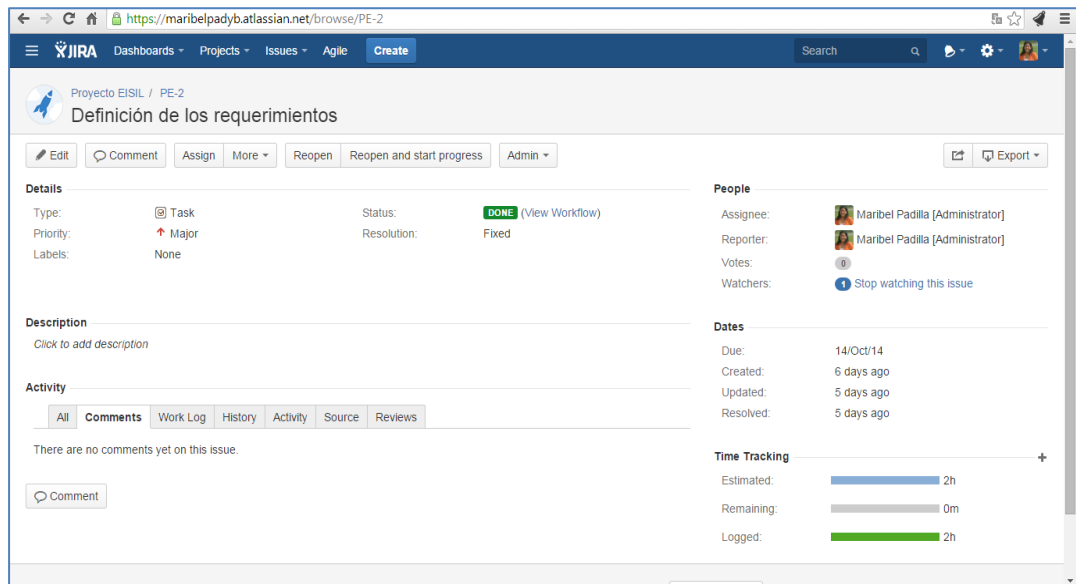 https://maribelpadyb.atlassian.net/browse/PE-2
JIRA Dashboards Projects Issues Agile Create Search
Proyecto EISIL / PE-2
Definición de los requerimientos
Edit Comment Assign More Reopen Reopen and start progress Admin Export
Details
Type: Task Status: DONE (View Workflow)
Priority: Major Resolution: Fixed
Labels: None
Description
Click to add description
Activity
All Comments Work Log History Activity Source Reviews
There are no comments yet on this issue.
Comment
People
Assignee: Maribel Padilla [Administrator]
Reporter: Maribel Padilla [Administrator]
Votes: 0
Watchers: 1 Stop watching this issue
Dates
Due: 14/Oct/14
Created: 6 days ago
Updated: 5 days ago
Resolved: 5 days ago
Time Tracking
Estimated: 2h
Remaining: 0m
Logged: 2h